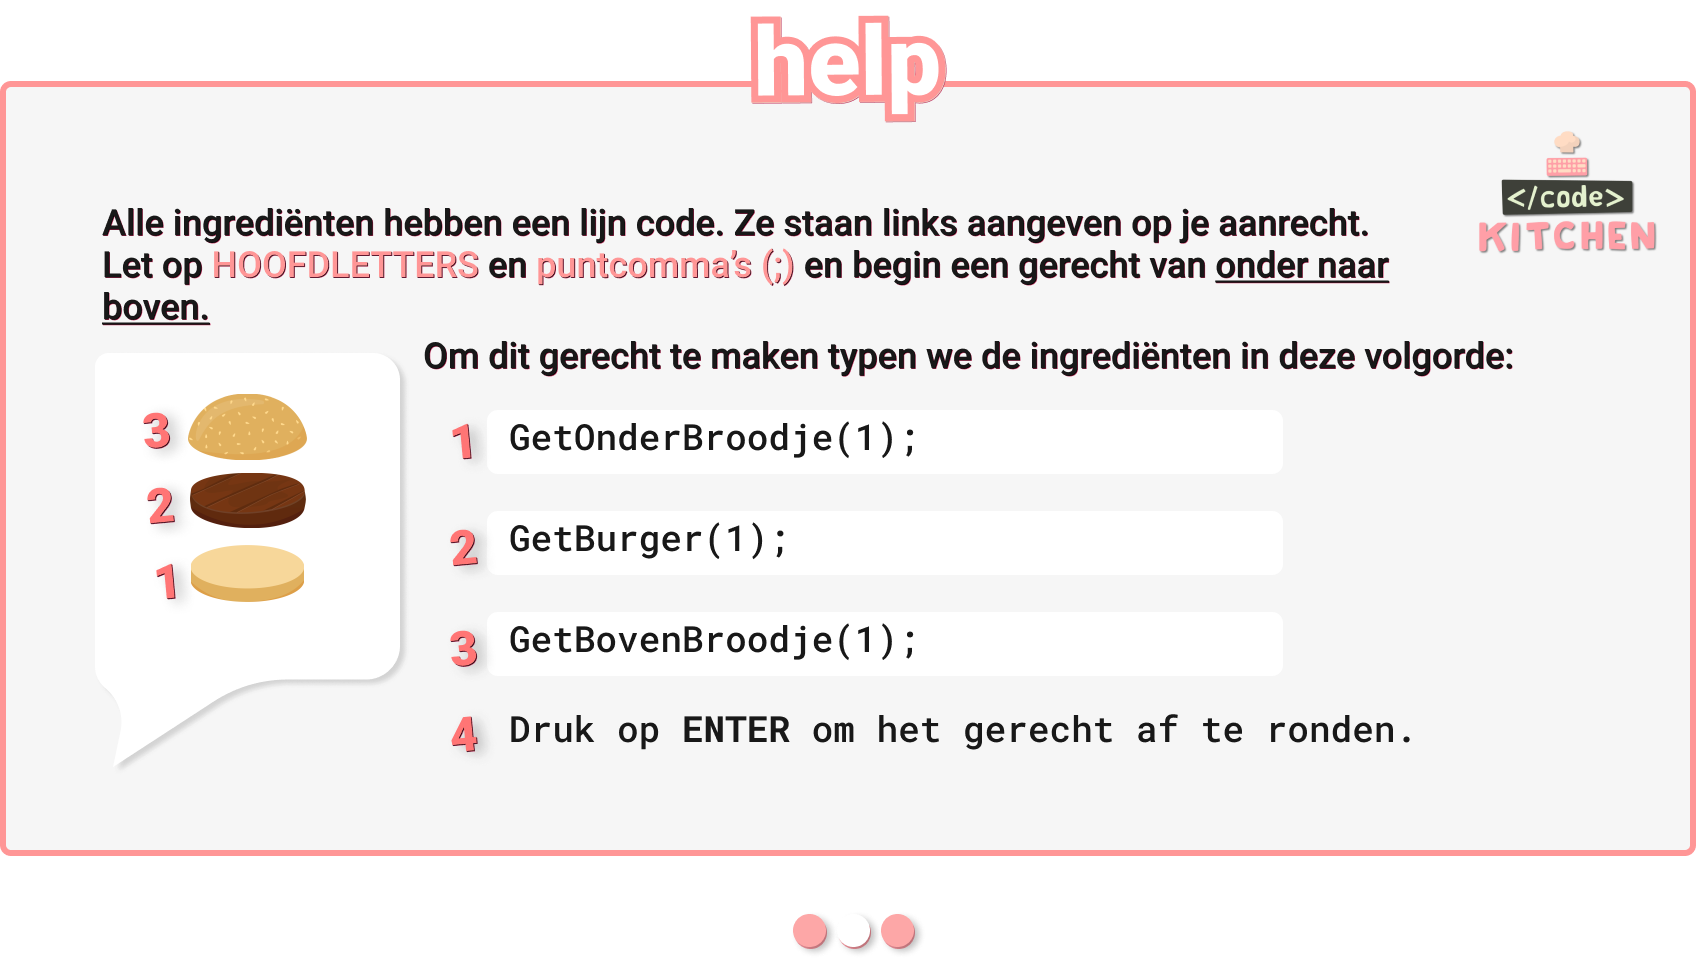 help
</code>
KITCHEN
Alle ingrediënten hebben een lijn code. Ze staan links aangeven op je aanrecht.
Let op HOOFDLETTERS en puntcomma's (;) en begin een gerecht van onder naar
boven.
Om dit gerecht te maken typen we de ingrediënten in deze volgorde:
3
2
1
1 GetOnderBroodje(1);
2 GetBurger(1);
3 GetBovenBroodje(1);
4 Druk op ENTER om het gerecht af te ronden.